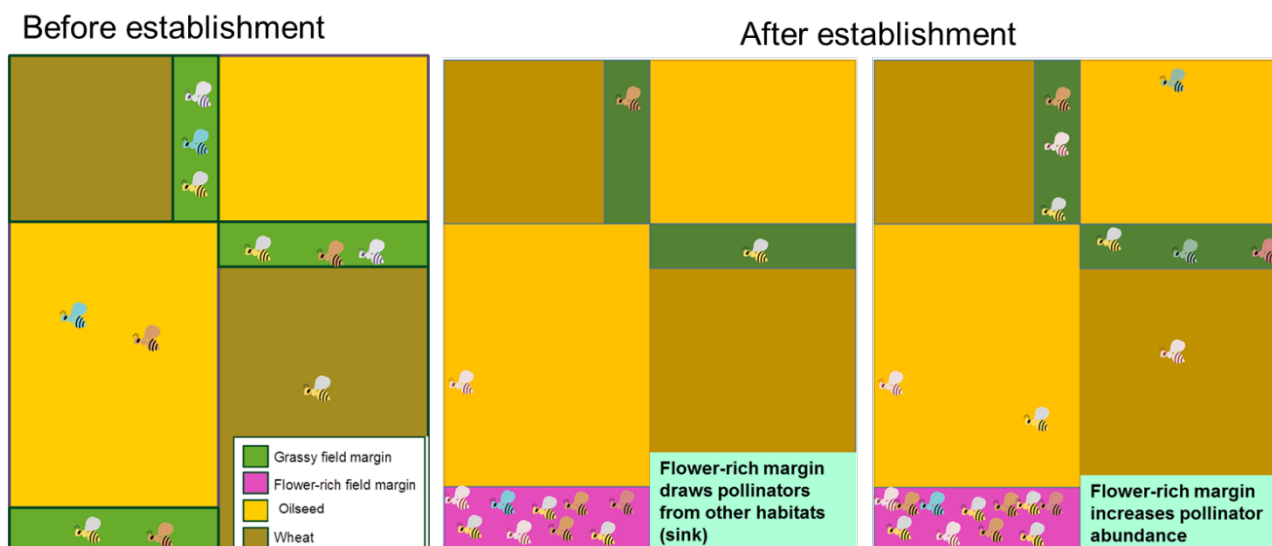 Before establishment
After establishment
Grassy field margin
Flower-rich field margin
Oilseed
Wheat
Flower-rich margin
draws pollinators
from other habitats
(sink)
Flower-rich margin
increases pollinator
abundance